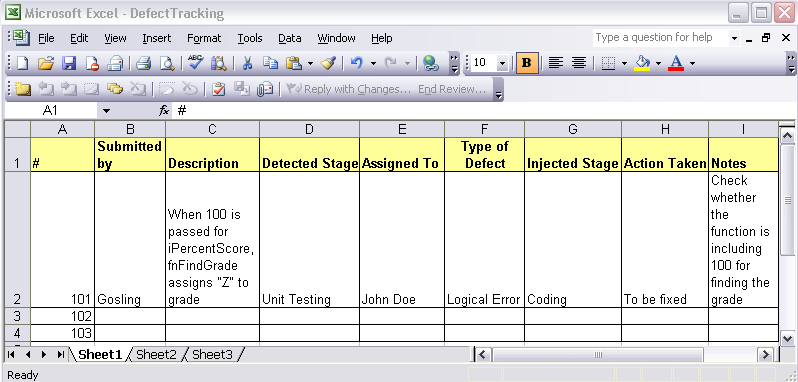 Microsoft Excel - DefectTracking
File Edit View Insert Format Tools Data Window Help Type a question for help
10 B A
Reply with Changes... End Review...
A1 fx #
A B C D E F G H I
1 # Submitted by Description Detected Stage Assigned To Type of Defect Injected Stage Action Taken Notes
2 101 Gosling When 100 is passed for iPercentScore, fnFindGrade assigns "Z" to grade Unit Testing John Doe Logical Error Coding To be fixed Check whether the function is including 100 for finding the grade
3 102
4 103
Sheet1 Sheet2 Sheet3
Ready